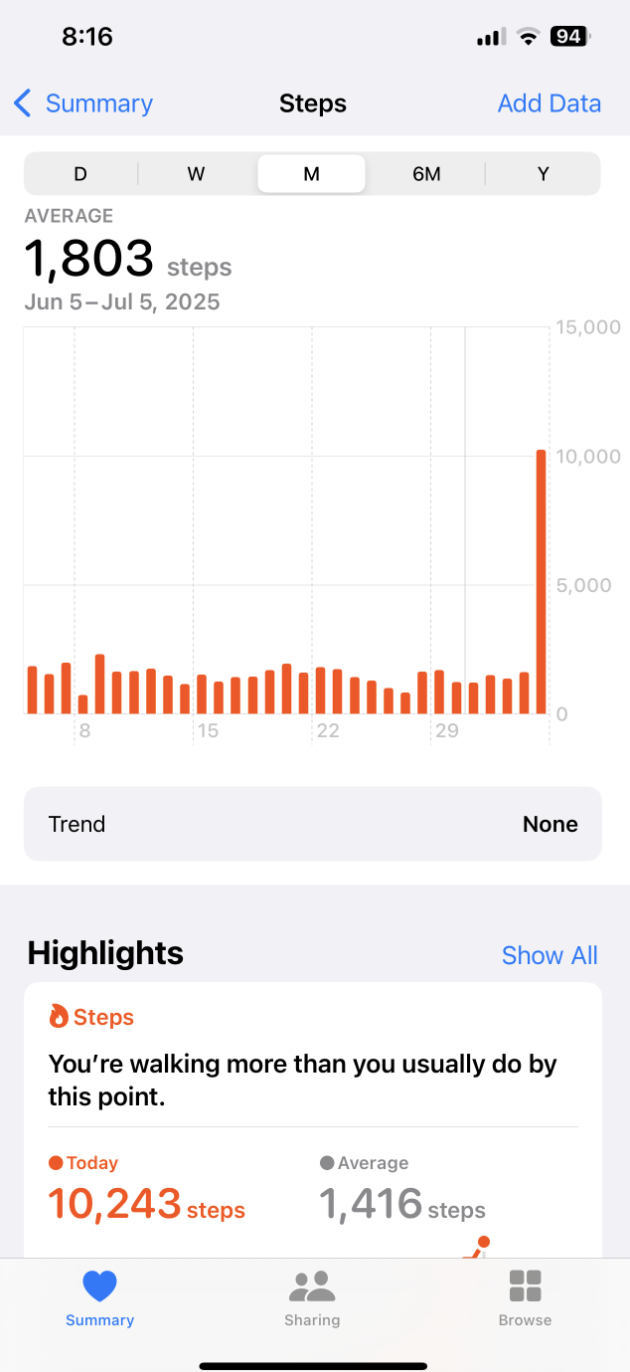 8:16
94
Summary
Steps
Add Data
D
W
M
6M
Y
AVERAGE
1,803 steps
Jun 5–Jul 5, 2025
15,000
10,000
5,000
0
8
15
22
29
Trend
None
Highlights
Show All
Steps
You're walking more than you usually do by
this point.
Today
Average
10,243 steps
1,416 steps
Summary
Sharing
Browse